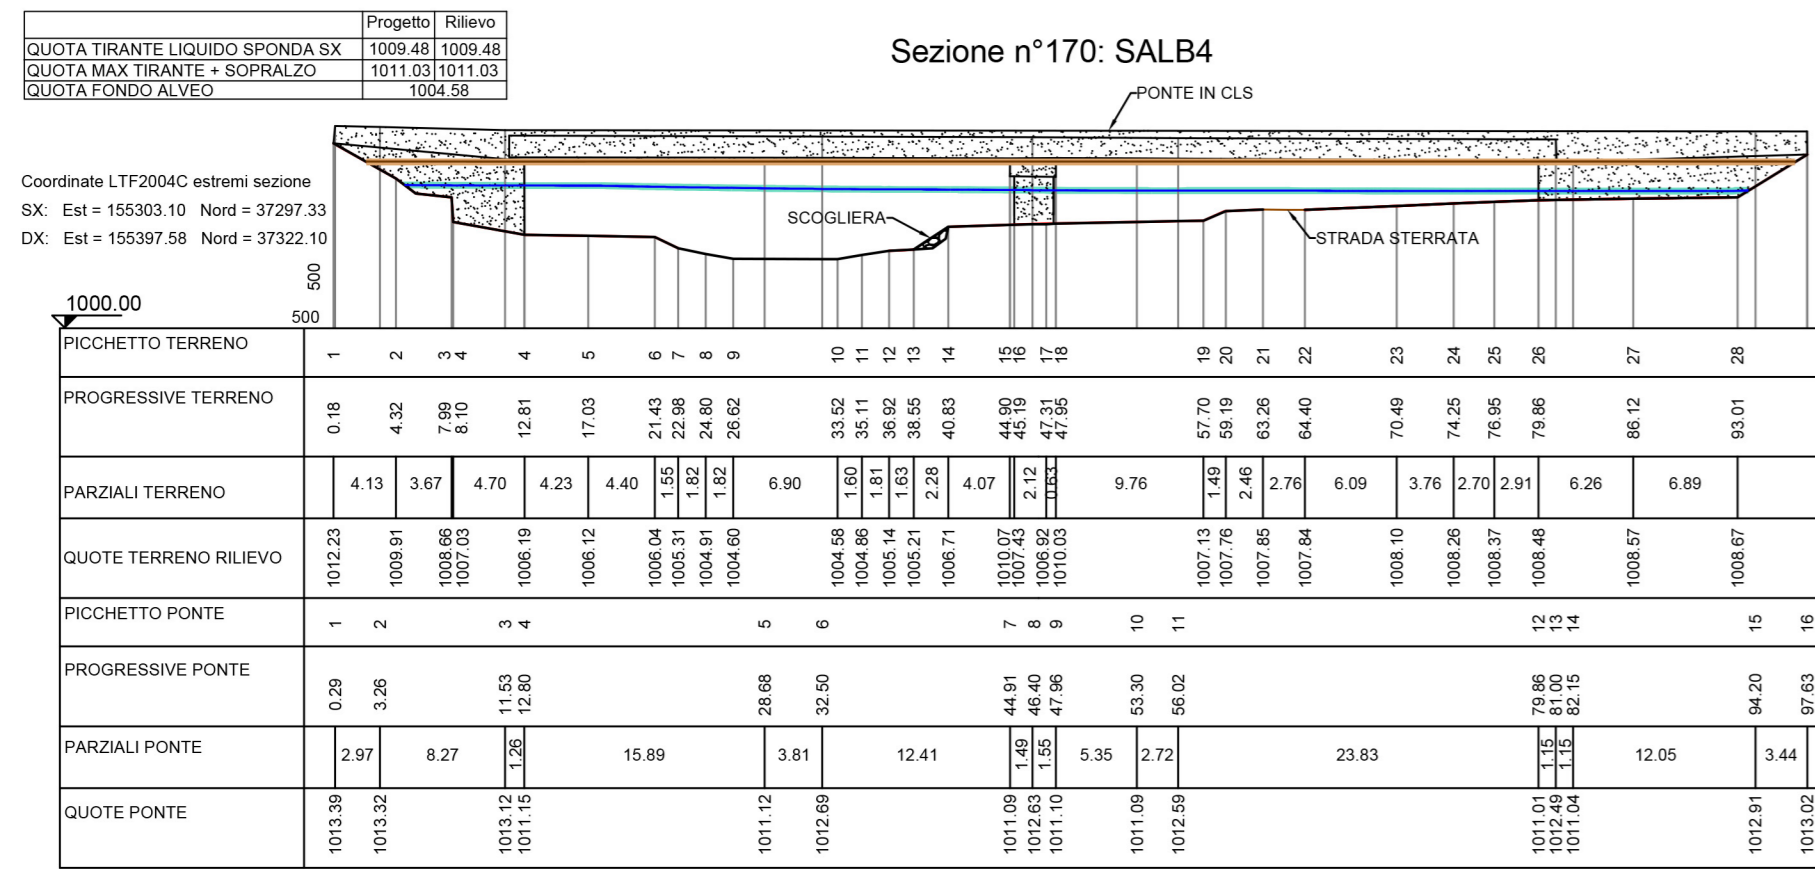 Progetto Rilievo
QUOTA TIRANTE LIQUIDO SPONDA SX 1009.48 1009.48
QUOTA MAX TIRANTE + SOPRALZO 1011.03 1011.03
QUOTA FONDO ALVEO 1004.58
Sezione n°170: SALB4
PONTE IN CLS
Coordinate LTF2004C estremi sezione
SX: Est = 155303.10 Nord = 37297.33
DX: Est = 155397.58 Nord = 37322.10
SCOGLIERA
STRADA STERRATA
500
1000.00
500
PICCHETTO TERRENO 1 2 3 4 4 5 6 7 8 9 10 11 12 13 14 15 16 17 18 19 20 21 22 23 24 25 26 27 28
PROGRESSIVE TERRENO 0.18 4.32 7.99 8.10 12.81 17.03 21.43 22.98 24.80 26.62 33.52 35.11 36.92 38.55 40.83 44.90 45.19 47.31 47.95 57.70 59.19 63.26 64.40 70.49 74.25 76.95 79.86 86.12 93.01
PARZIALI TERRENO 4.13 3.67 4.70 4.23 4.40 1.55 1.82 1.82 6.90 1.60 1.81 1.63 2.28 4.07 2.12 0.63 9.76 1.49 2.46 2.76 6.09 3.76 2.70 2.91 6.26 6.89
QUOTE TERRENO RILIEVO 1012.23 1009.91 1008.66 1007.03 1006.19 1006.12 1006.04 1005.31 1004.91 1004.60 1004.58 1004.86 1005.14 1005.21 1006.71 1010.07 1007.43 1006.92 1010.03 1007.13 1007.76 1007.85 1007.84 1008.10 1008.26 1008.37 1008.48 1008.57 1008.67
PICCHETTO PONTE 1 2 3 4 5 6 7 8 9 10 11 12 13 14 15 16
PROGRESSIVE PONTE 0.29 3.26 11.53 12.80 28.68 32.50 44.91 46.40 47.96 53.30 56.02 79.86 81.00 82.15 94.20 97.63
PARZIALI PONTE 2.97 8.27 1.26 15.89 3.81 12.41 1.49 1.55 5.35 2.72 23.83 1.15 1.15 12.05 3.44
QUOTE PONTE 1013.39 1013.32 1013.12 1011.15 1011.12 1012.69 1011.09 1012.63 1011.10 1011.09 1012.59 1011.01 1012.49 1011.04 1012.91 1013.02